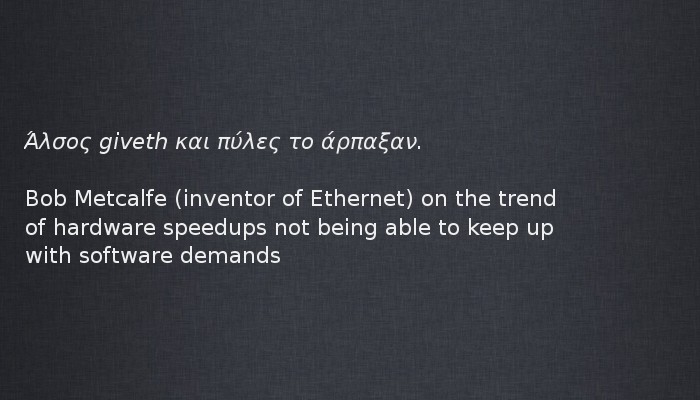 Άλσος giveth και πύλες το άρπαξαν.
Bob Metcalfe (inventor of Ethernet) on the trend
of hardware speedups not being able to keep up
with software demands